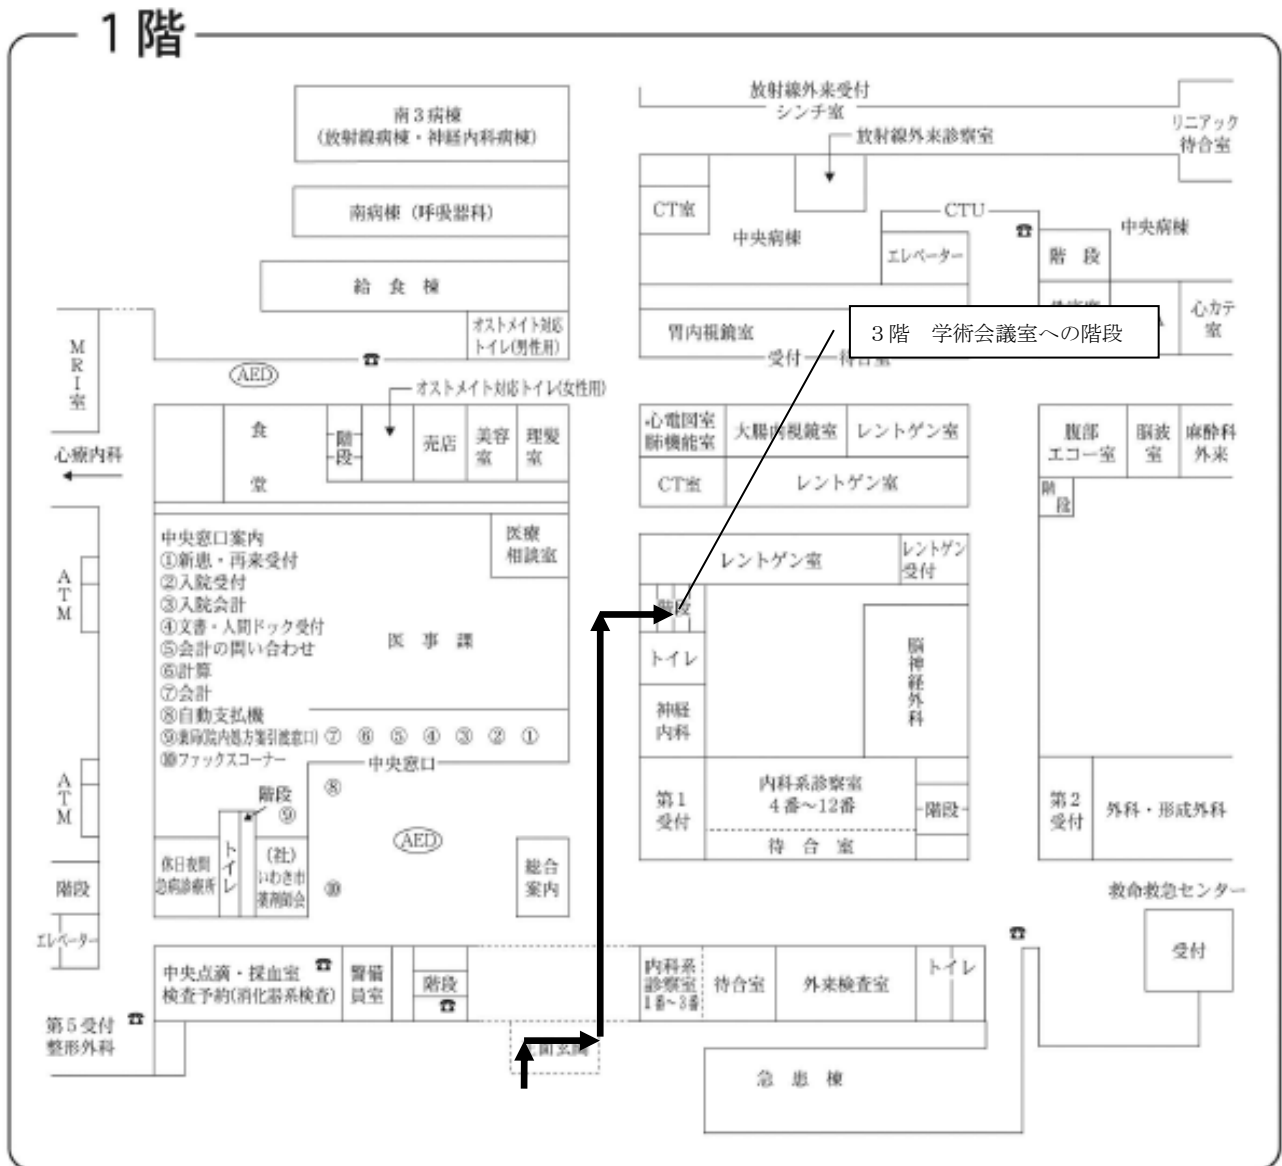 1階
放射線外来受付
シンチ室
リニアック
待合室
放射線外来診察室
南3病棟
(放射線病棟・神経内科病棟)
南病棟 (呼吸器科)
給食棟
オストメイト対応
トイレ(男性用)
CT室
中央病棟
CTU
エレベーター
☎
階段
中央病棟
心カテ
室
胃内視鏡室
受付
3階 学術会議室への階段
MRI室
AED
☎
オストメイト対応トイレ(女性用)
心療内科
食堂
階段
売店
美容室
理髪室
心電図室
肺機能室
大腸内視鏡室
レントゲン室
CT室
レントゲン室
腹部
エコー室
脳波室
麻酔科
外来
階段
ATM
中央窓口案内
①新患・再来受付
②入院受付
③入院会計
④文書・人間ドック受付
⑤会計の問い合わせ
⑥計算
⑦会計
⑧自動支払機
⑨薬局(院内処方箋引渡窓口)
⑩ファックスコーナー
医療
相談室
医事課
⑦ ⑥ ⑤ ④ ③ ② ①
中央窓口
レントゲン室
レントゲン
受付
階段
トイレ
神経
内科
脳神経外科
ATM
階段
⑧
⑨
⑩
AED
休日夜間
急病診療所
トイレ
(社)
いわき市
薬剤師会
総合
案内
第1
受付
内科系診察室
4番～12番
待合室
階段
第2
受付
外科・形成外科
階段
エレベーター
救命救急センター
受付
中央点滴・採血室 ☎
検査予約(消化器系検査)
警備員室
階段
☎
内科系
診察室
1番～3番
待合室
外来検査室
トイレ
☎
第5受付 ☎
整形外科
急患棟